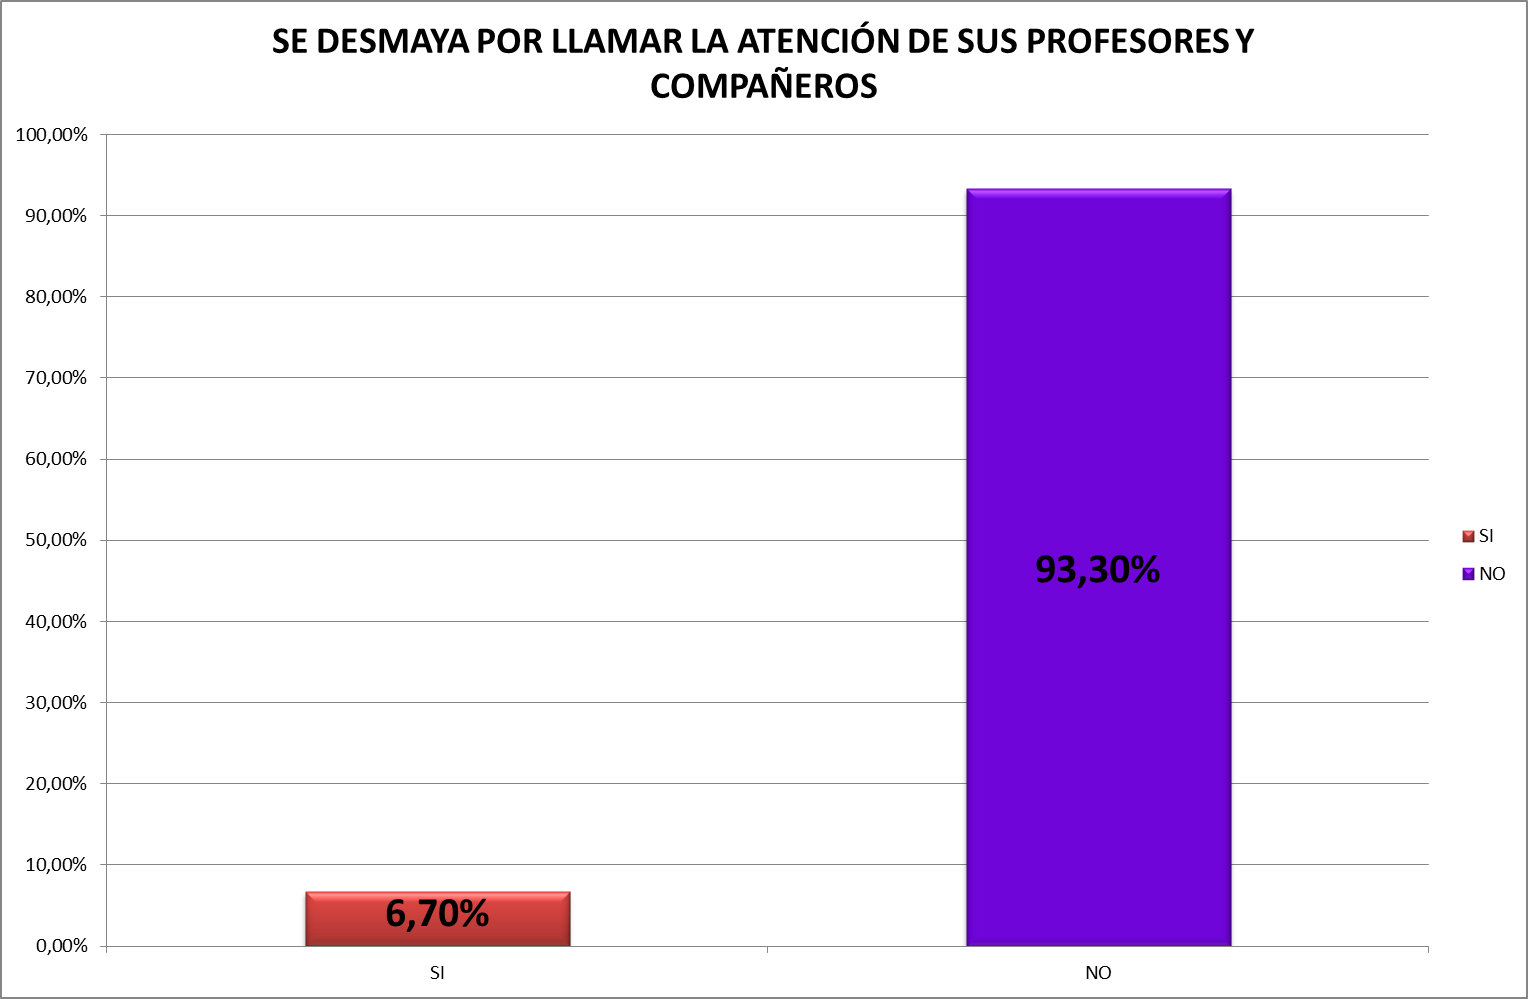 SE DESMAYA POR LLAMAR LA ATENCIÓN DE SUS PROFESORES Y
COMPAÑEROS
100,00%
90,00%
80,00%
70,00%
60,00%
50,00%
40,00%
30,00%
20,00%
10,00%
0,00%
6,70%
93,30%
SI
NO
SI
NO